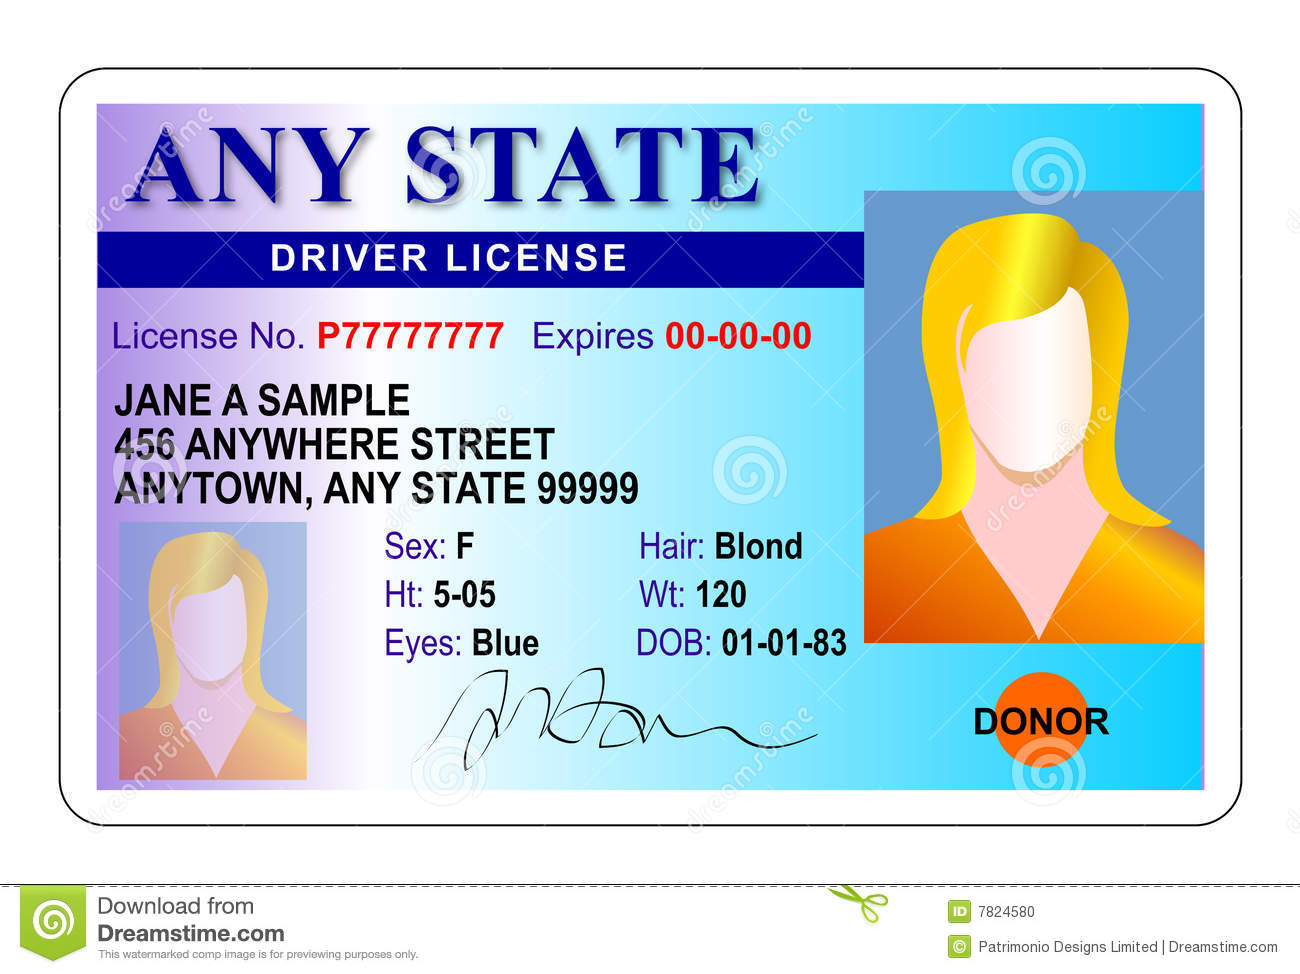 ANY STATE
DRIVER LICENSE
License No. P77777777 Expires 00-00-00
JANE A SAMPLE
456 ANYWHERE STREET
ANYTOWN, ANY STATE 99999
Sex: F Hair: Blond
Ht: 5-05 Wt: 120
Eyes: Blue DOB: 01-01-83
DONOR
dreamstime
Download from
Dreamstime.com
This watermarked comp image is for previewing purposes only.
ID 7824580
© Patrimonio Designs Limited | Dreamstime.com